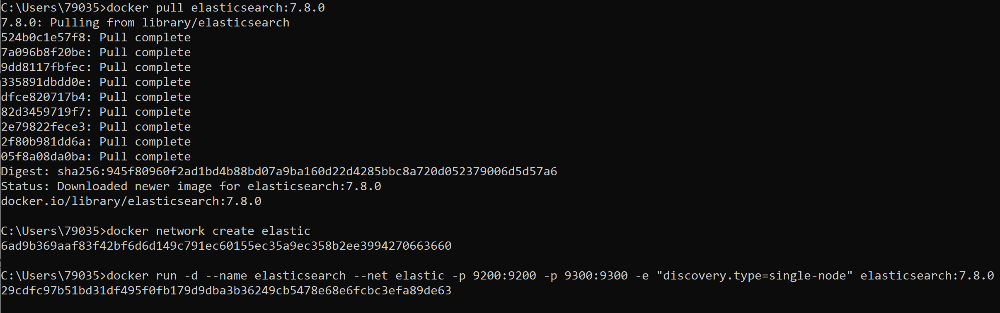 C:\Users\79035>docker pull elasticsearch:7.8.0
7.8.0: Pulling from library/elasticsearch
524b0c1e57f8: Pull complete
7a096b8f20be: Pull complete
9dd8117fbfec: Pull complete
335891dbdd0e: Pull complete
dfce820717b4: Pull complete
82d3459719f7: Pull complete
2e79822fece3: Pull complete
2f80b981dd6a: Pull complete
05f8a08da0ba: Pull complete
Digest: sha256:945f80960f2ad1bd4b88bd07a9ba160d22d4285bbc8a720d052379006d5d57a6
Status: Downloaded newer image for elasticsearch:7.8.0
docker.io/library/elasticsearch:7.8.0
C:\Users\79035>docker network create elastic
6ad9b369aaf83f42bf6d6d149c791ec60155ec35a9ec358b2ee3994270663660
C:\Users\79035>docker run -d --name elasticsearch --net elastic -p 9200:9200 -p 9300:9300 -e "discovery.type=single-node" elasticsearch:7.8.0
29cdfc97b51bd31df495f0fb179d9dba3b36249cb5478e68e6fcbc3efa89de63